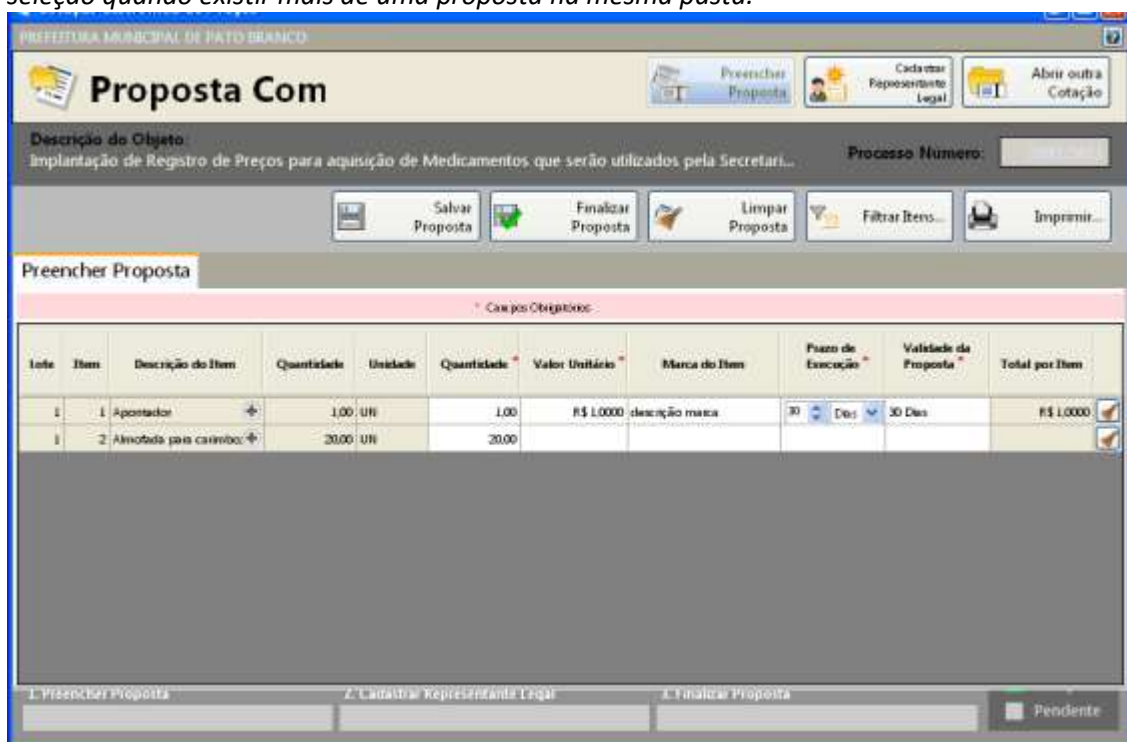 seleção quando existir mais de uma proposta na mesma pasta.
PREFEITURA MUNICIPAL DE PATO BRANCO
Proposta Com
Preencher Proposta
Cadastrar Representante Legal
Abrir outra Cotação
Descrição do Objeto:
Implantação de Registro de Preços para aquisição de Medicamentos que serão utilizados pela Secretari...
Processo Número:
Salvar Proposta
Finalizar Proposta
Limpar Proposta
Filtrar Itens...
Imprimir...
Preencher Proposta
* Campos Obrigatórios
Lote Item Descrição do Item Quantidade Unidade Quantidade * Valor Unitário * Marca do Item Prazo de Execução * Validade da Proposta * Total por Item
1 1 Apontador + 1,00 UN 1,00 R$ 1,0000 descrição marca 30 Dias 30 Dias R$ 1,0000
1 2 Almofada para carimbo; + 20,00 UN 20,00
1. Preencher Proposta 2. Cadastrar Representante Legal 3. Finalizar Proposta
Pendente